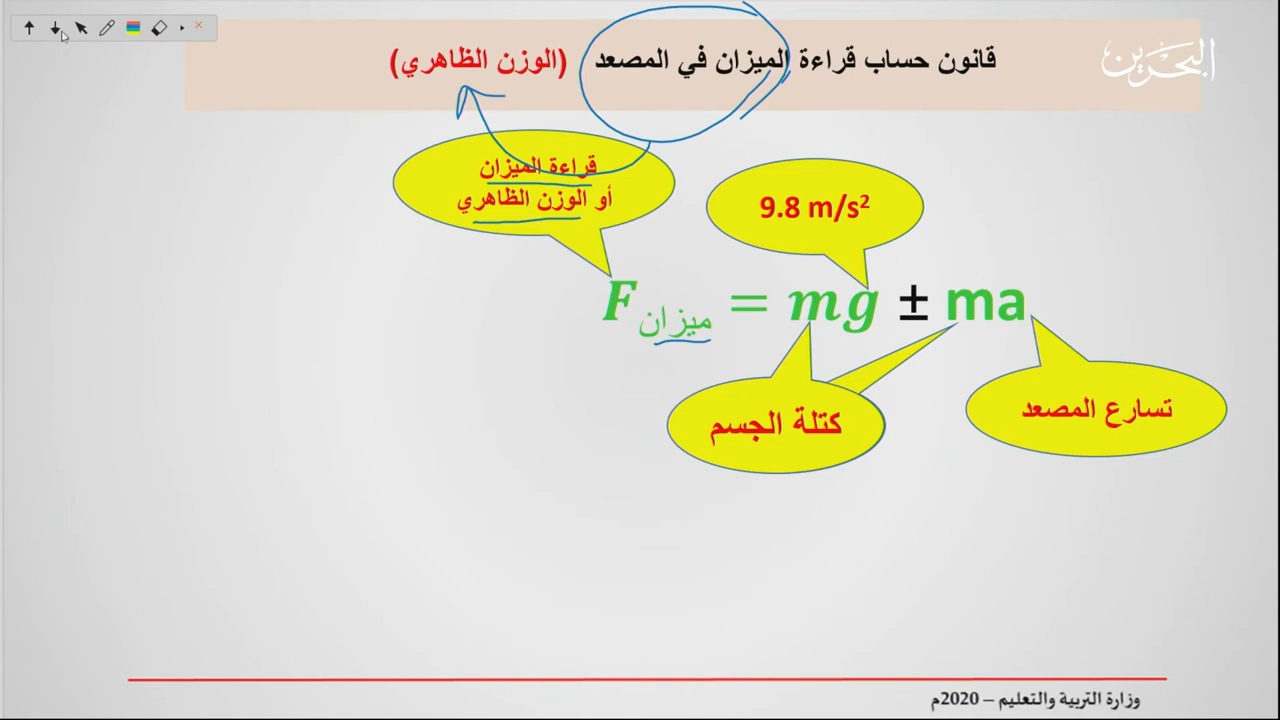 قانون حساب قراءة الميزان في المصعد (الوزن الظاهري)
البحرين
قراءة الميزان
أو الوزن الظاهري
9.8 m/s²
F ميزان = mg ± ma
كتلة الجسم
تسارع المصعد
وزارة التربية والتعليم – 2020م